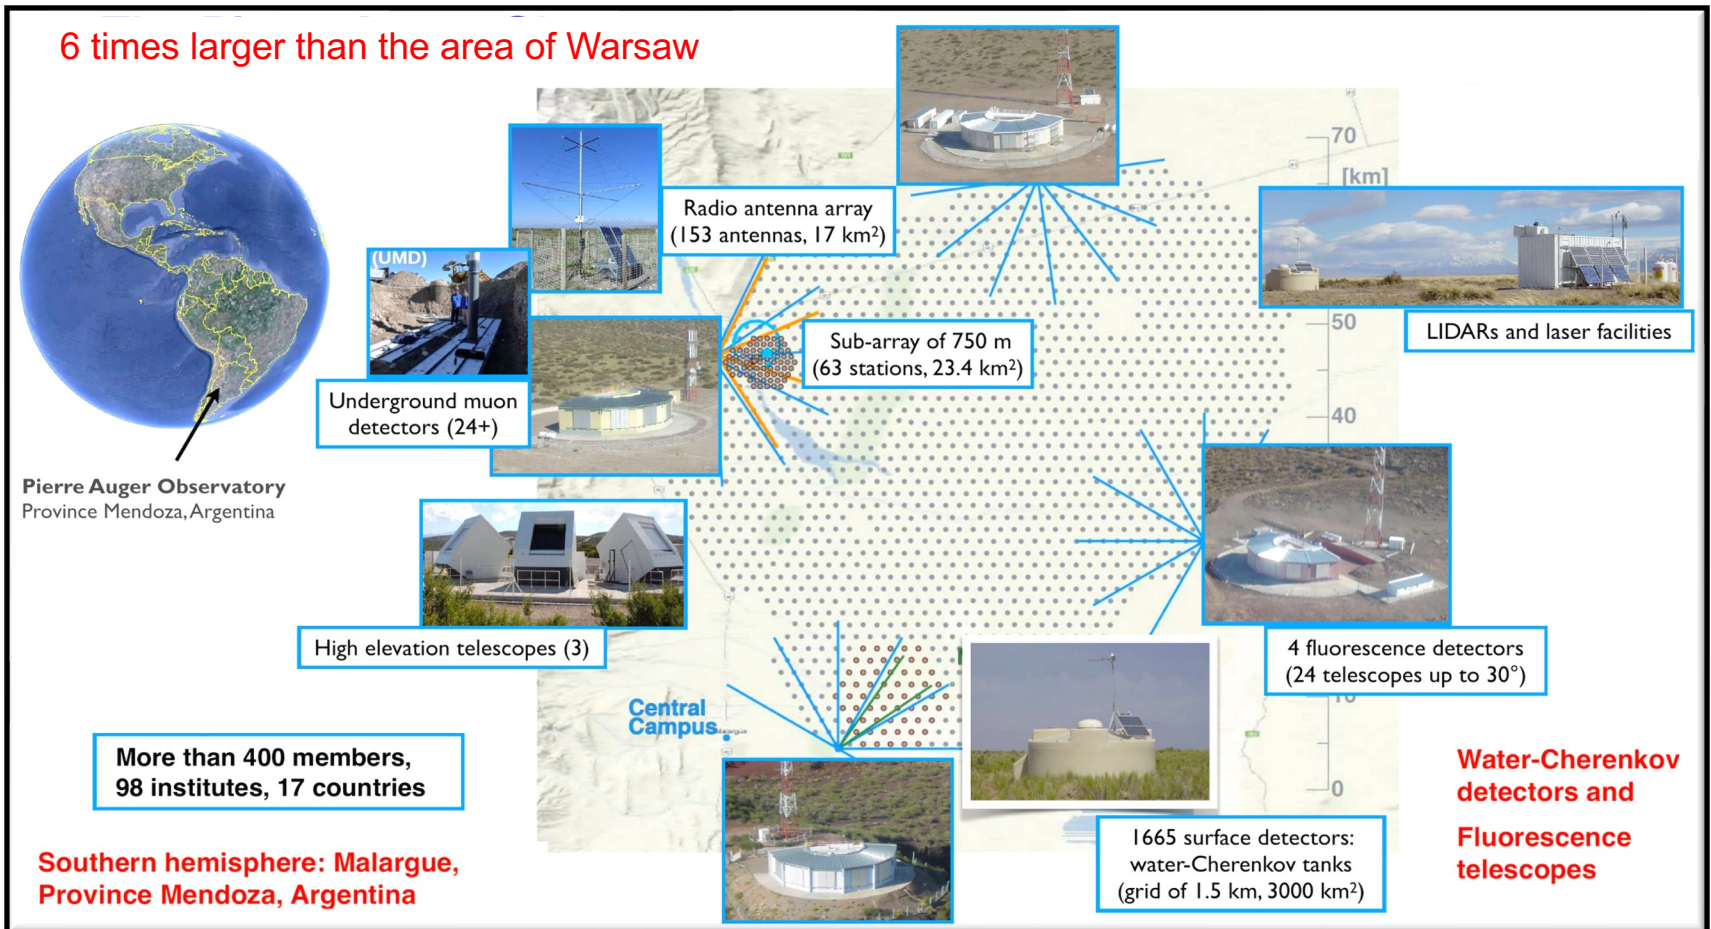 6 times larger than the area of Warsaw
70
[km]
Radio antenna array
(153 antennas, 17 km²)
(UMD)
50
LIDARs and laser facilities
Sub-array of 750 m
(63 stations, 23.4 km²)
Underground muon
detectors (24+)
40
Pierre Auger Observatory
Province Mendoza, Argentina
High elevation telescopes (3)
4 fluorescence detectors
(24 telescopes up to 30°)
10
Central
Campus
Malargüe
More than 400 members,
98 institutes, 17 countries
Water-Cherenkov
detectors and
Fluorescence
telescopes
0
1665 surface detectors:
water-Cherenkov tanks
(grid of 1.5 km, 3000 km²)
Southern hemisphere: Malargue,
Province Mendoza, Argentina